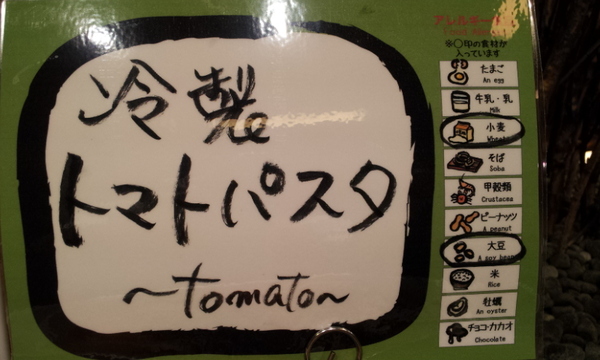 冷製
トマトパスタ
~tomato~
アレルギー
※○印の食材が
入っています
たまご
An egg
牛乳・乳
Milk
小麦
そば
Soba
甲殻類
Crustacea
ピーナッツ
A peanut
大豆
A soy bean
米
Rice
牡蠣
An oyster
チョコ・カカオ
Chocolate